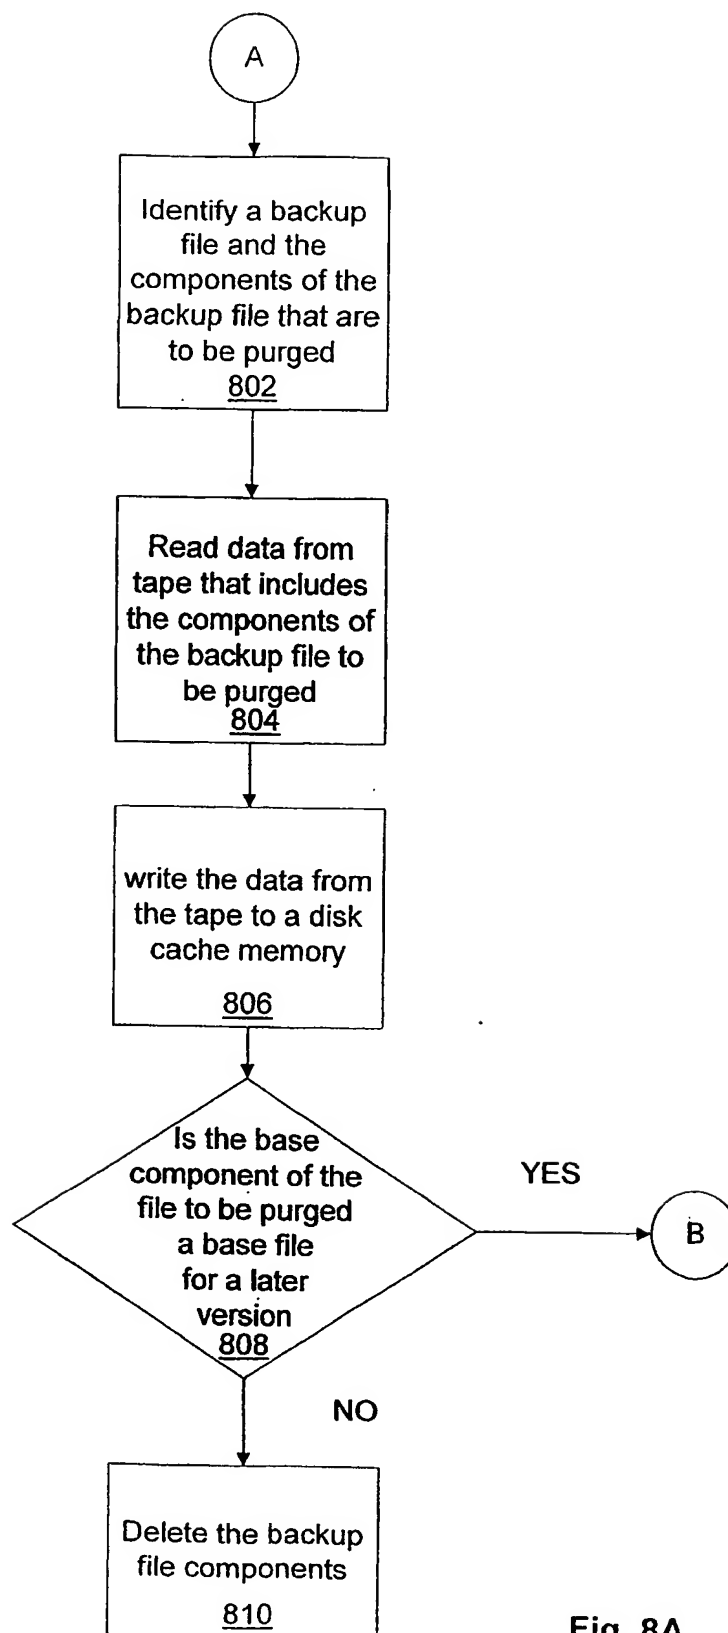 A
Identify a backup
file and the
components of the
backup file that are
to be purged
802
Read data from
tape that includes
the components of
the backup file to
be purged
804
write the data from
the tape to a disk
cache memory
806
Is the base
component of the
file to be purged
a base file
for a later
version
808
YES
B
NO
Delete the backup
file components
810
Fig. 8A